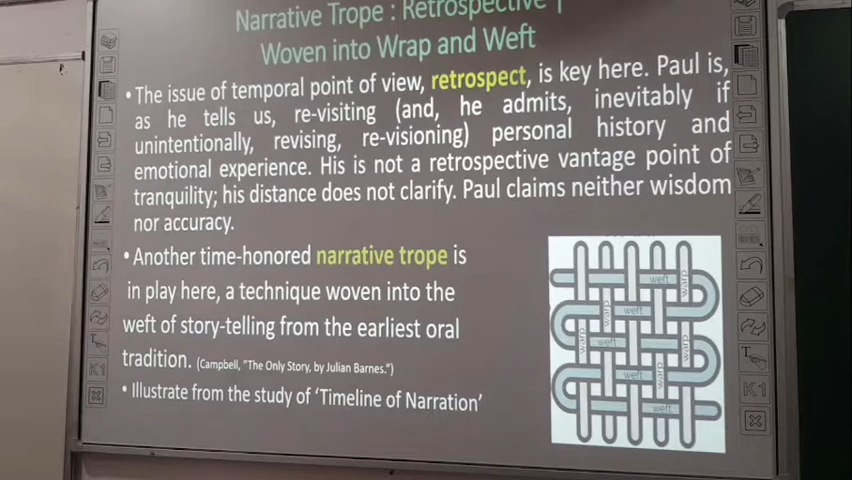 Narrative Trope : Retrospective |
Woven into Wrap and Weft
• The issue of temporal point of view, retrospect, is key here. Paul is,
as he tells us, re-visiting (and, he admits, inevitably if
unintentionally, revising, re-visioning) personal history and
emotional experience. His is not a retrospective vantage point of
tranquility; his distance does not clarify. Paul claims neither wisdom
nor accuracy.
• Another time-honored narrative trope is
in play here, a technique woven into the
weft of story-telling from the earliest oral
tradition. (Campbell, "The Only Story, by Julian Barnes.")
• Illustrate from the study of 'Timeline of Narration'
weft
warp
warp
weft
warp
weft
warp
weft
warp
weft
T
K1
T
K1